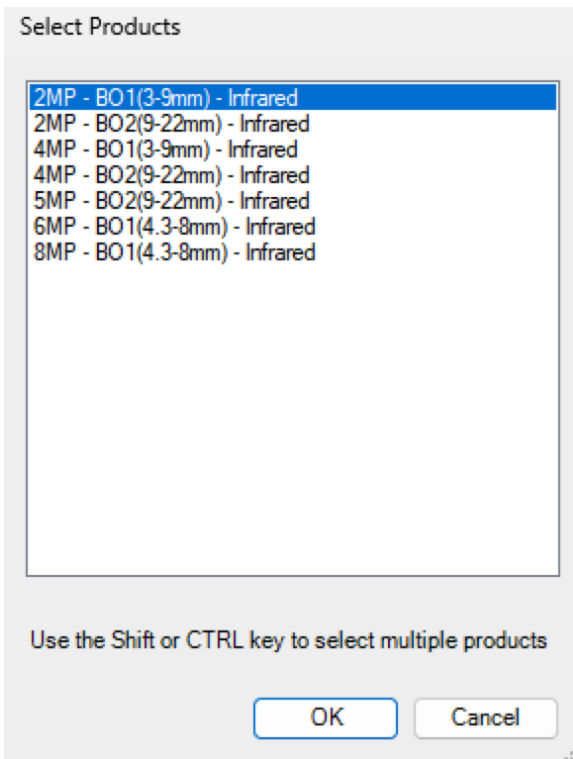 Select Products
2MP - BO1(3-9mm) - Infrared
2MP - BO2(9-22mm) - Infrared
4MP - BO1(3-9mm) - Infrared
4MP - BO2(9-22mm) - Infrared
5MP - BO2(9-22mm) - Infrared
6MP - BO1(4.3-8mm) - Infrared
8MP - BO1(4.3-8mm) - Infrared
Use the Shift or CTRL key to select multiple products
OK Cancel